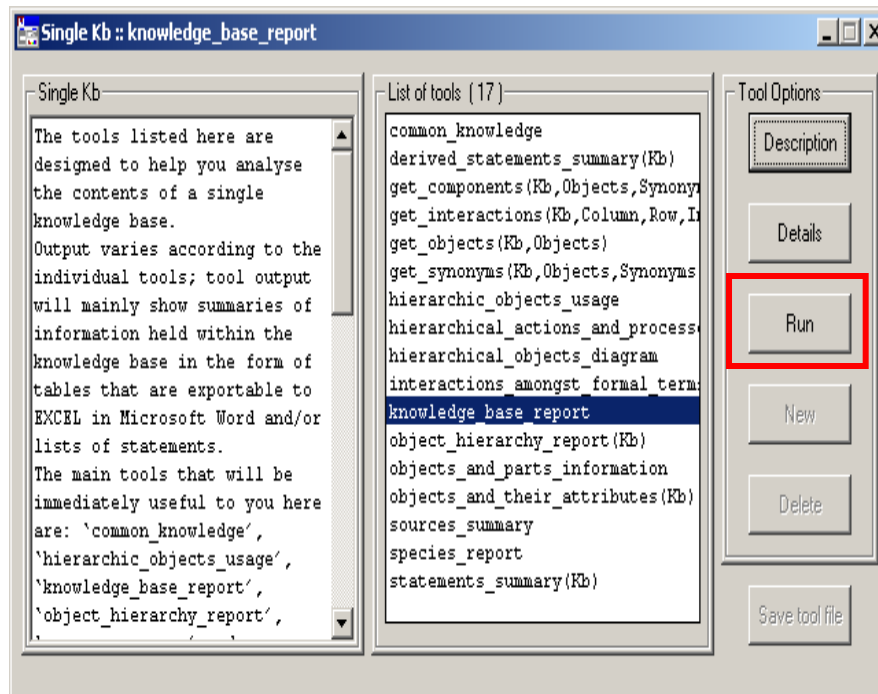 Single Kb :: knowledge_base_report
Single Kb
The tools listed here are
designed to help you analyse
the contents of a single
knowledge base.
Output varies according to the
individual tools; tool output
will mainly show summaries of
information held within the
knowledge base in the form of
tables that are exportable to
EXCEL in Microsoft Word and/or
lists of statements.
The main tools that will be
immediately useful to you here
are: `common_knowledge´,
`hierarchic_objects_usage´,
`knowledge_base_report´,
`object_hierarchy_report´,
List of tools ( 17 )
common_knowledge
derived_statements_summary(Kb)
get_components(Kb,Objects,Synonym
get_interactions(Kb,Column,Row,In
get_objects(Kb,Objects)
get_synonyms(Kb,Objects,Synonyms
hierarchic_objects_usage
hierarchical_actions_and_processe
hierarchical_objects_diagram
interactions_amongst_formal_terms
knowledge_base_report
object_hierarchy_report(Kb)
objects_and_parts_information
objects_and_their_attributes(Kb)
sources_summary
species_report
statements_summary(Kb)
Tool Options
Description
Details
Run
New
Delete
Save tool file